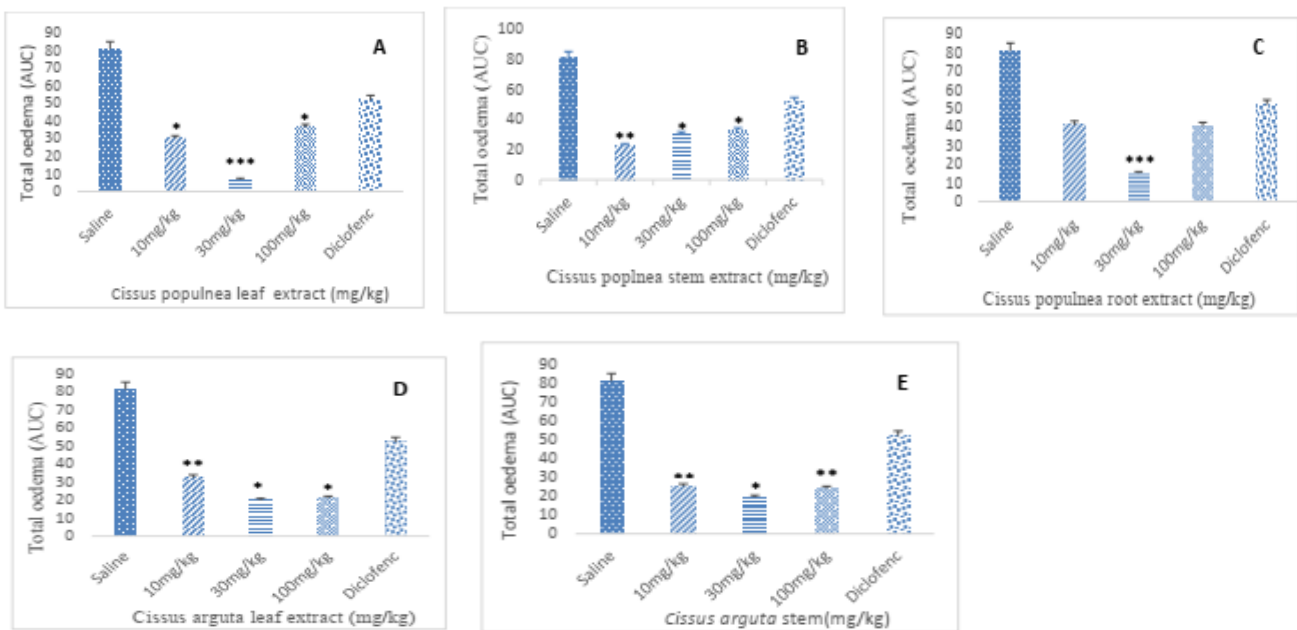 Total oedema (AUC)
90
80
70
60
50
40
30
20
10
0
A
*
***
*
Saline
10mg/kg
30mg/kg
100mg/kg
Diclofenc
Cissus populnea leaf extract (mg/kg)
Total oedema (AUC)
100
80
60
40
20
0
B
**
*
*
Saline
10mg/kg
30mg/kg
100mg/kg
Diclofenc
Cissus poplnea stem extract (mg/kg)
Total oedema (AUC)
90
80
70
60
50
40
30
20
10
0
C
***
Saline
10mg/kg
30mg/kg
100mg/kg
Diclofenc
Cissus populnea root extract (mg/kg)
Total oedema (AUC)
90
80
70
60
50
40
30
20
10
0
D
**
*
*
Saline
10mg/kg
30mg/kg
100mg/kg
Diclofenc
Cissus arguta leaf extract (mg/kg)
Total oedema (AUC)
90
80
70
60
50
40
30
20
10
0
E
**
*
**
Saline
10mg/kg
30mg/kg
100mg/kg
Diclofenc
Cissus arguta stem(mg/kg)